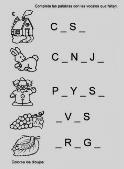 Completa las palabras con las vocales que faltan.
C _ S _
C _ N _ J _
P _ Y _ S _
_ V _ S
_ R _ G _